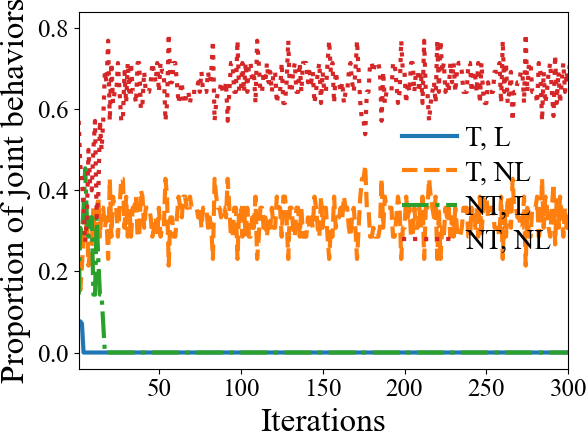 Proportion of joint behaviors
0.8
0.6
0.4
0.2
0.0
T, L
T, NL
NT, L
NT, NL
50
100
150
200
250
300
Iterations